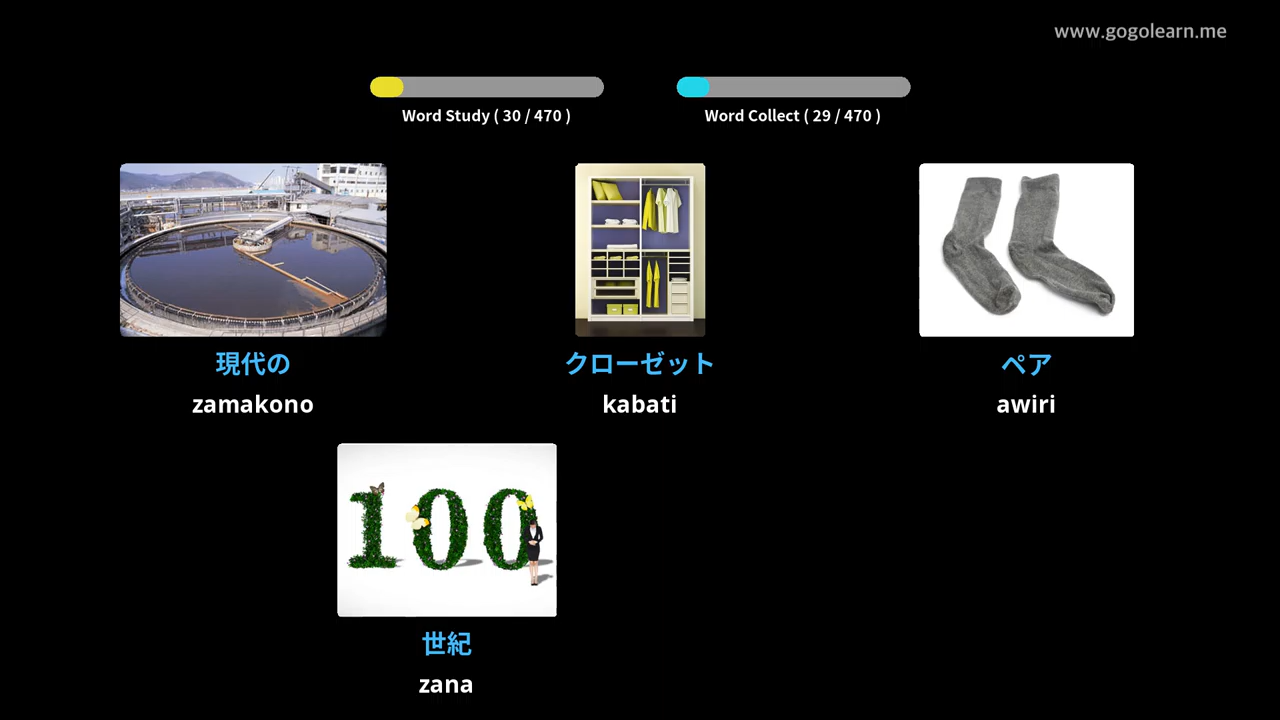 www.gogolearn.me
Word Study ( 30 / 470 )
Word Collect ( 29 / 470 )
現代の
zamakono
クローゼット
kabati
ペア
awiri
100
世紀
zana